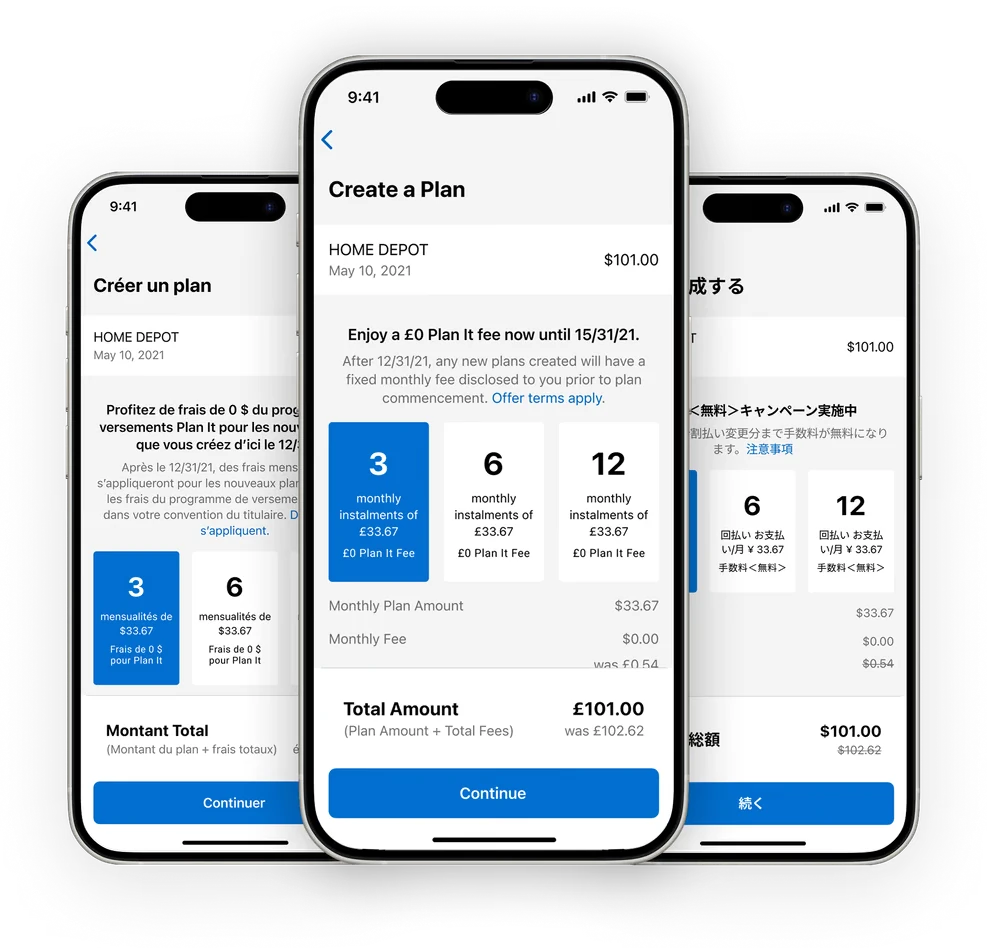 9:41
Créer un plan
HOME DEPOT
May 10, 2021
Profitez de frais de 0 $ du
versements Plan It pour les
que vous créez d'ici le
Après le 12/31/21, des frais
s'appliqueront pour les nouveaux
les frais du programme de
dans votre convention du titulaire.
s'appliquent.
3
mensualités de
$33.67
Frais de 0 $
pour Plan It
6
mensualités de
$33.67
Frais de 0 $
pour Plan It
Montant Total
(Montant du plan + frais totaux)
Continuer
9:41
Create a Plan
HOME DEPOT
May 10, 2021
$101.00
Enjoy a £0 Plan It fee now until 15/31/21.
After 12/31/21, any new plans created will have a
fixed monthly fee disclosed to you prior to plan
commencement. Offer terms apply.
3
monthly
instalments of
£33.67
£0 Plan It Fee
6
monthly
instalments of
£33.67
£0 Plan It Fee
12
monthly
instalments of
£33.67
£0 Plan It Fee
Monthly Plan Amount
$33.67
Monthly Fee
$0.00
was £0.54
Total Amount
£101.00
(Plan Amount + Total Fees)
was £102.62
Continue
成する
T
$101.00
<無料>キャンペーン実施中
割払い変更分まで手数料が無料になり
ます。注意事項
6
回払い お支払
い/月 ¥ 33.67
手数料<無料>
12
回払い お支払
い/月 ¥ 33.67
手数料<無料>
$33.67
$0.00
$0.54
総額
$101.00
$102.62
続く